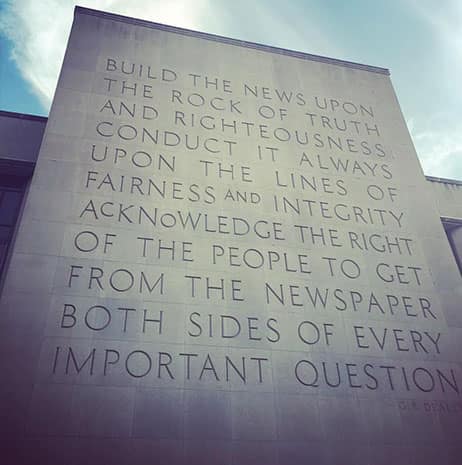 BUILD THE NEWS UPON
THE ROCK OF TRUTH
AND RIGHTEOUSNESS.
CONDUCT IT ALWAYS
UPON THE LINES OF
FAIRNESS AND INTEGRITY
ACKNOWLEDGE THE RIGHT
OF THE PEOPLE TO GET
FROM THE NEWSPAPER
BOTH SIDES OF EVERY
IMPORTANT QUESTION